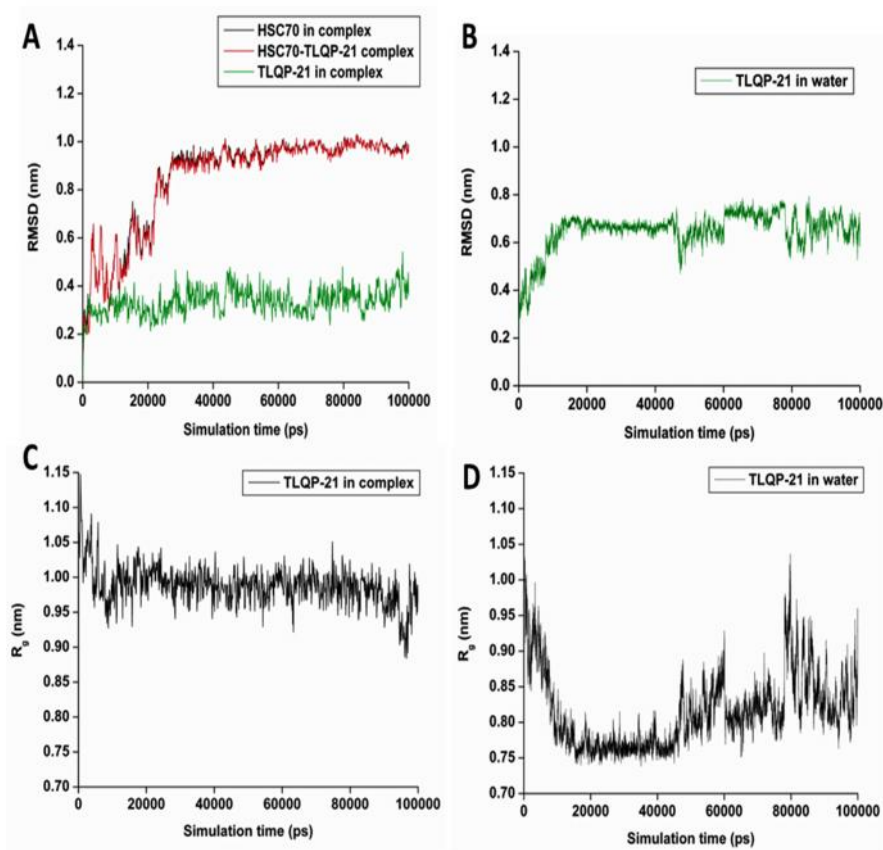 A
HSC70 in complex
HSC70-TLQP-21 complex
TLQP-21 in complex
RMSD (nm)
1.4
1.2
1.0
0.8
0.6
0.4
0.2
0.0
0 20000 40000 60000 80000 100000
Simulation time (ps)
B
TLQP-21 in water
RMSD (nm)
1.4
1.2
1.0
0.8
0.6
0.4
0.2
0.0
0 20000 40000 60000 80000 100000
Simulation time (ps)
C
TLQP-21 in complex
Rg (nm)
1.15
1.10
1.05
1.00
0.95
0.90
0.85
0.80
0.75
0.70
0 20000 40000 60000 80000 100000
Simulation time (ps)
D
TLQP-21 in water
Rg (nm)
1.15
1.10
1.05
1.00
0.95
0.90
0.85
0.80
0.75
0.70
0 20000 40000 60000 80000 100000
Simulation time (ps)